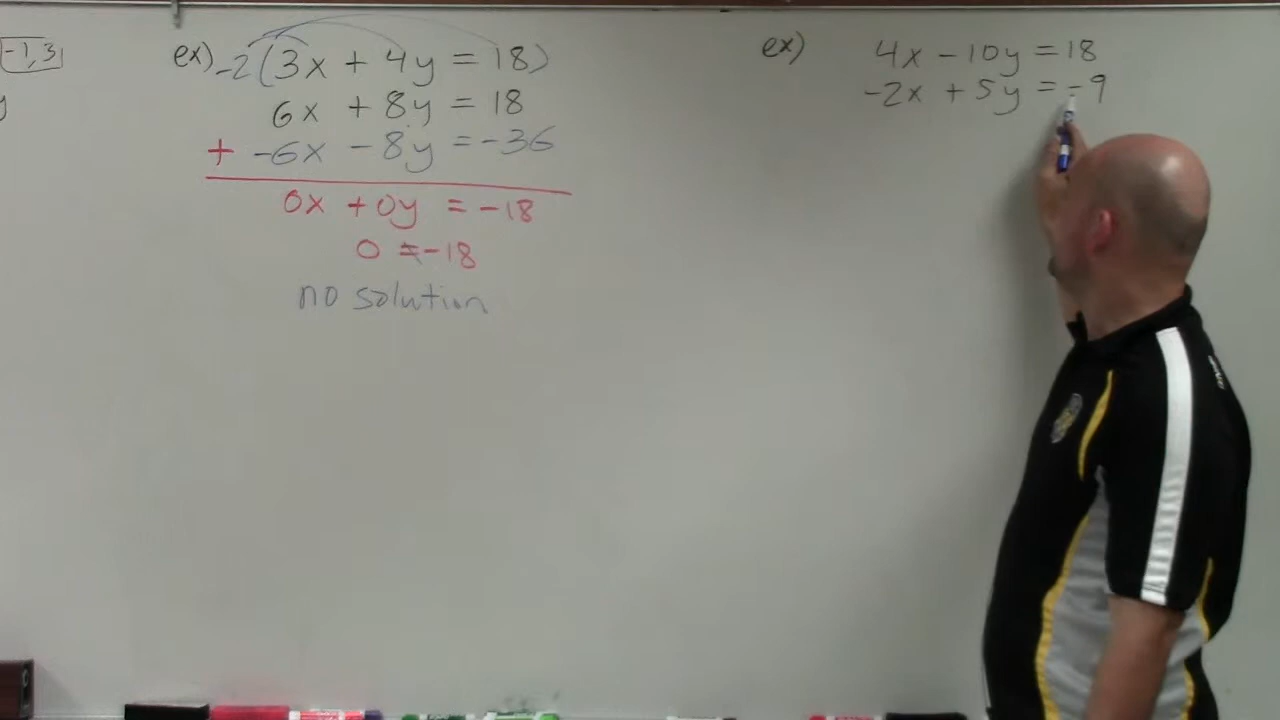 -1, 3
y
ex) -2(3x + 4y = 18)
6x + 8y = 18
+ -6x - 8y = -36
0x + 0y = -18
0 ≠ -18
no solution
ex) 4x - 10y = 18
-2x + 5y = -9